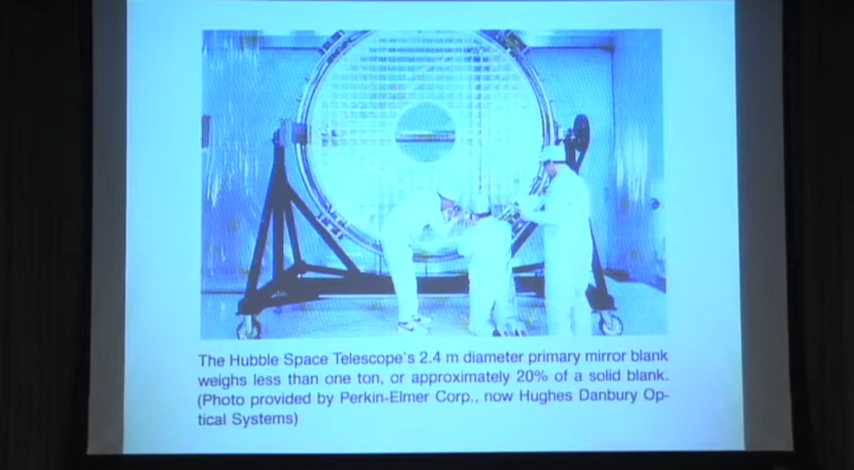 The Hubble Space Telescope's 2.4 m diameter primary mirror blank
weighs less than one ton, or approximately 20% of a solid blank.
(Photo provided by Perkin-Elmer Corp., now Hughes Danbury Op-
tical Systems)